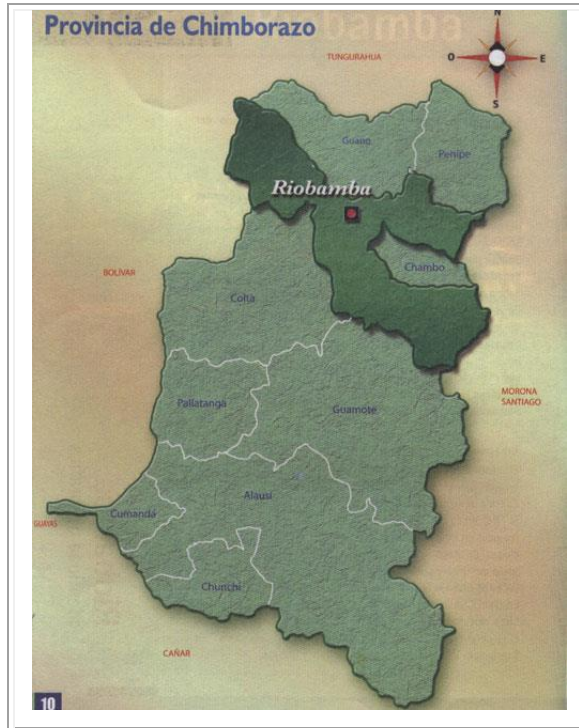 Provincia de Chimborazo
N
TUNGURAHUA
O
E
S
Guano
Penipe
Riobamba
Chambo
BOLIVAR
Colta
MORONA
SANTIAGO
Pallatanga
Guamote
Alausí
Cumandá
GUAYAS
Chunchi
CAÑAR
10